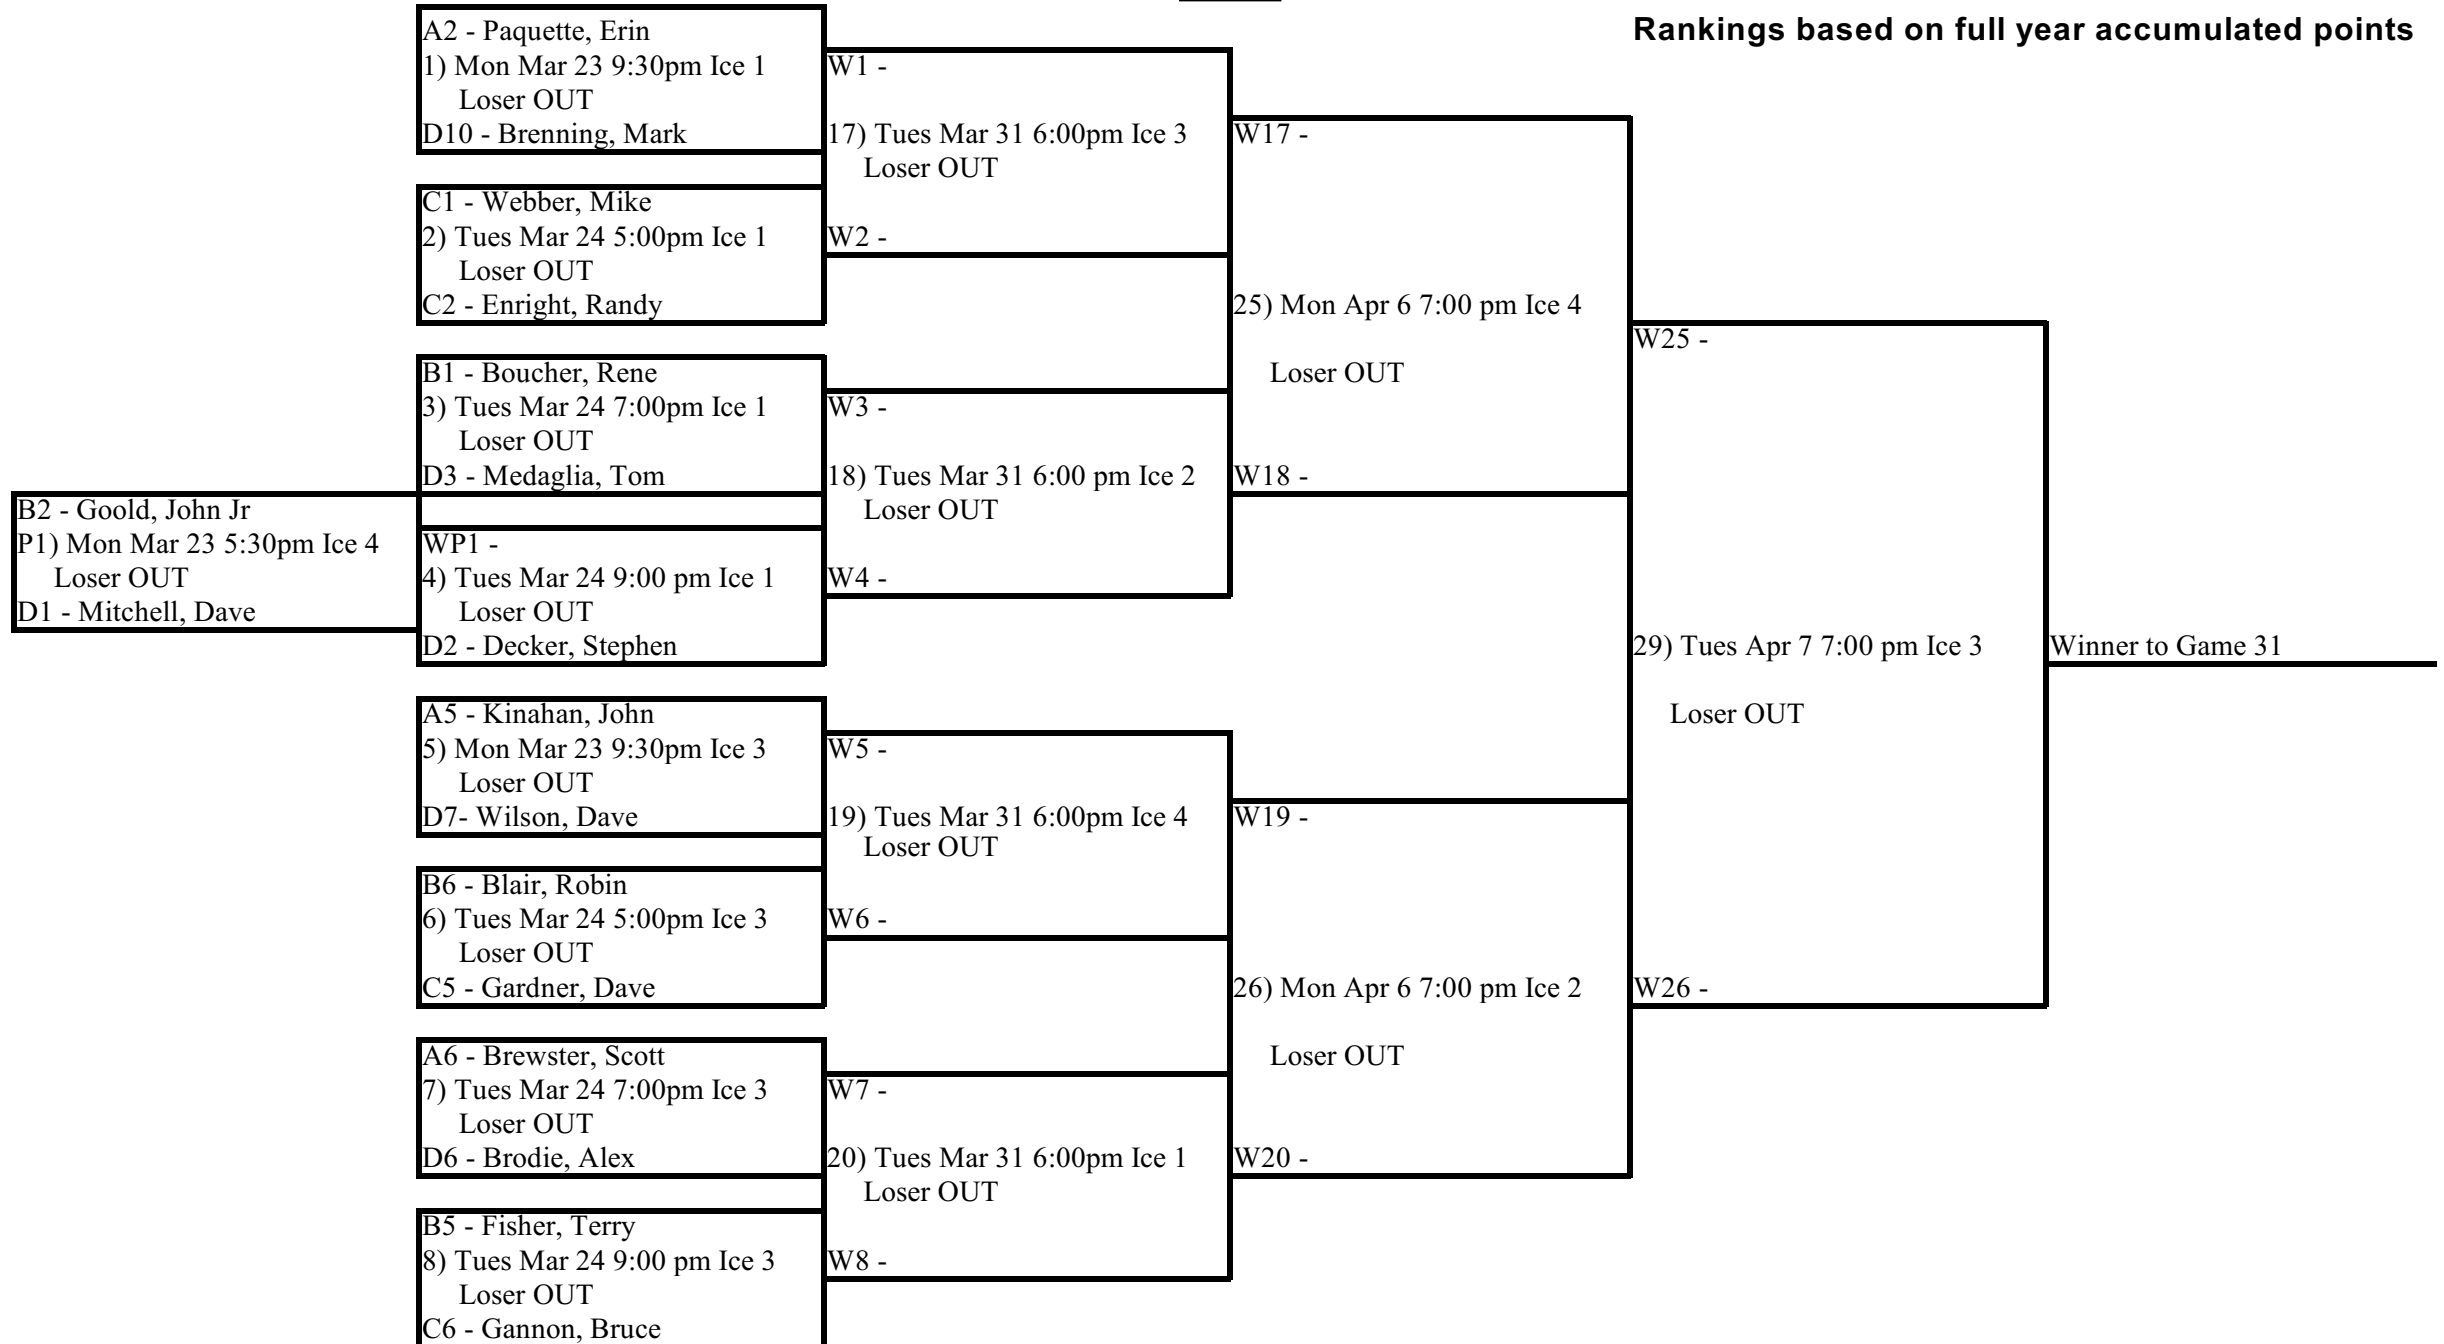 Rankings based on full year accumulated points
A2 - Paquette, Erin
1) Mon Mar 23 9:30pm Ice 1
Loser OUT
D10 - Brenning, Mark
C1 - Webber, Mike
2) Tues Mar 24 5:00pm Ice 1
Loser OUT
C2 - Enright, Randy
B1 - Boucher, Rene
3) Tues Mar 24 7:00pm Ice 1
Loser OUT
D3 - Medaglia, Tom
B2 - Goold, John Jr
P1) Mon Mar 23 5:30pm Ice 4
Loser OUT
D1 - Mitchell, Dave
WP1 -
4) Tues Mar 24 9:00 pm Ice 1
Loser OUT
D2 - Decker, Stephen
A5 - Kinahan, John
5) Mon Mar 23 9:30pm Ice 3
Loser OUT
D7- Wilson, Dave
B6 - Blair, Robin
6) Tues Mar 24 5:00pm Ice 3
Loser OUT
C5 - Gardner, Dave
A6 - Brewster, Scott
7) Tues Mar 24 7:00pm Ice 3
Loser OUT
D6 - Brodie, Alex
B5 - Fisher, Terry
8) Tues Mar 24 9:00 pm Ice 3
Loser OUT
C6 - Gannon, Bruce
W1 -
17) Tues Mar 31 6:00pm Ice 3
Loser OUT
W2 -
W3 -
18) Tues Mar 31 6:00 pm Ice 2
Loser OUT
W4 -
W5 -
19) Tues Mar 31 6:00pm Ice 4
Loser OUT
W6 -
W7 -
20) Tues Mar 31 6:00pm Ice 1
Loser OUT
W8 -
W17 -
25) Mon Apr 6 7:00 pm Ice 4
Loser OUT
W18 -
W19 -
26) Mon Apr 6 7:00 pm Ice 2
Loser OUT
W20 -
W25 -
29) Tues Apr 7 7:00 pm Ice 3
Loser OUT
W26 -
Winner to Game 31